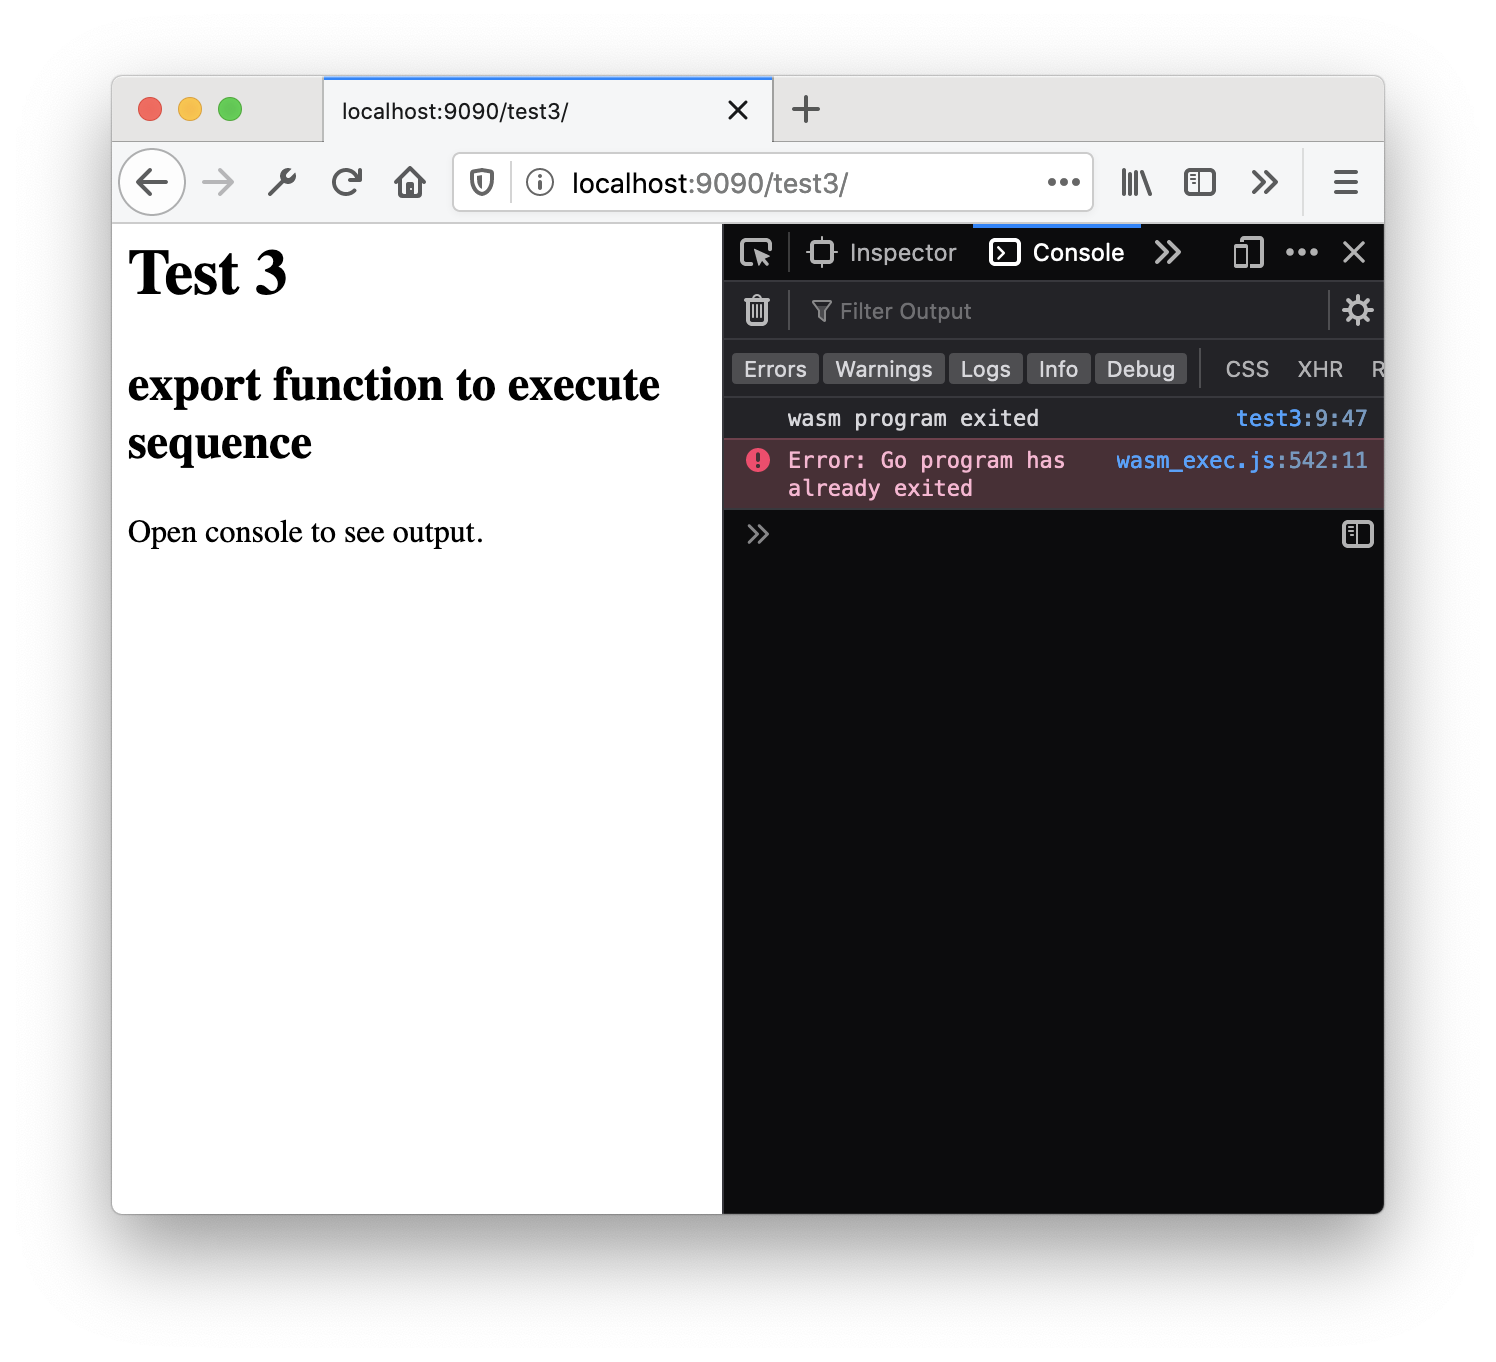 localhost:9090/test3/
localhost:9090/test3/
Test 3
export function to execute
sequence
Open console to see output.
Inspector
Console
Filter Output
Errors Warnings Logs Info Debug CSS XHR R
wasm program exited test3:9:47
Error: Go program has wasm_exec.js:542:11
already exited